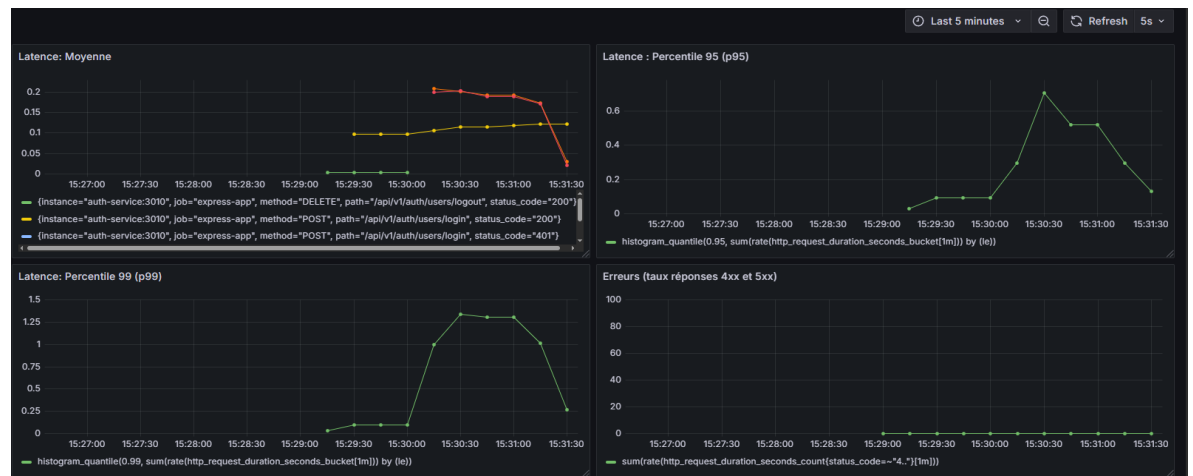 Last 5 minutes Refresh 5s
Latence: Moyenne
0.2
0.15
0.1
0.05
0
15:27:00 15:27:30 15:28:00 15:28:30 15:29:00 15:29:30 15:30:00 15:30:30 15:31:00 15:31:30
{instance="auth-service:3010", job="express-app", method="DELETE", path="/api/v1/auth/users/logout", status_code="200"}
{instance="auth-service:3010", job="express-app", method="POST", path="/api/v1/auth/users/login", status_code="200"}
{instance="auth-service:3010", job="express-app", method="POST", path="/api/v1/auth/users/login", status_code="401"}
Latence : Percentile 95 (p95)
0.6
0.4
0.2
0
15:27:00 15:27:30 15:28:00 15:28:30 15:29:00 15:29:30 15:30:00 15:30:30 15:31:00 15:31:30
histogram_quantile(0.95, sum(rate(http_request_duration_seconds_bucket[1m])) by (le))
Latence: Percentile 99 (p99)
1.5
1.25
1
0.75
0.5
0.25
0
15:27:00 15:27:30 15:28:00 15:28:30 15:29:00 15:29:30 15:30:00 15:30:30 15:31:00 15:31:30
histogram_quantile(0.99, sum(rate(http_request_duration_seconds_bucket[1m])) by (le))
Erreurs (taux réponses 4xx et 5xx)
100
80
60
40
20
0
15:27:00 15:27:30 15:28:00 15:28:30 15:29:00 15:29:30 15:30:00 15:30:30 15:31:00 15:31:30
sum(rate(http_request_duration_seconds_count{status_code=~"4.."}[1m]))